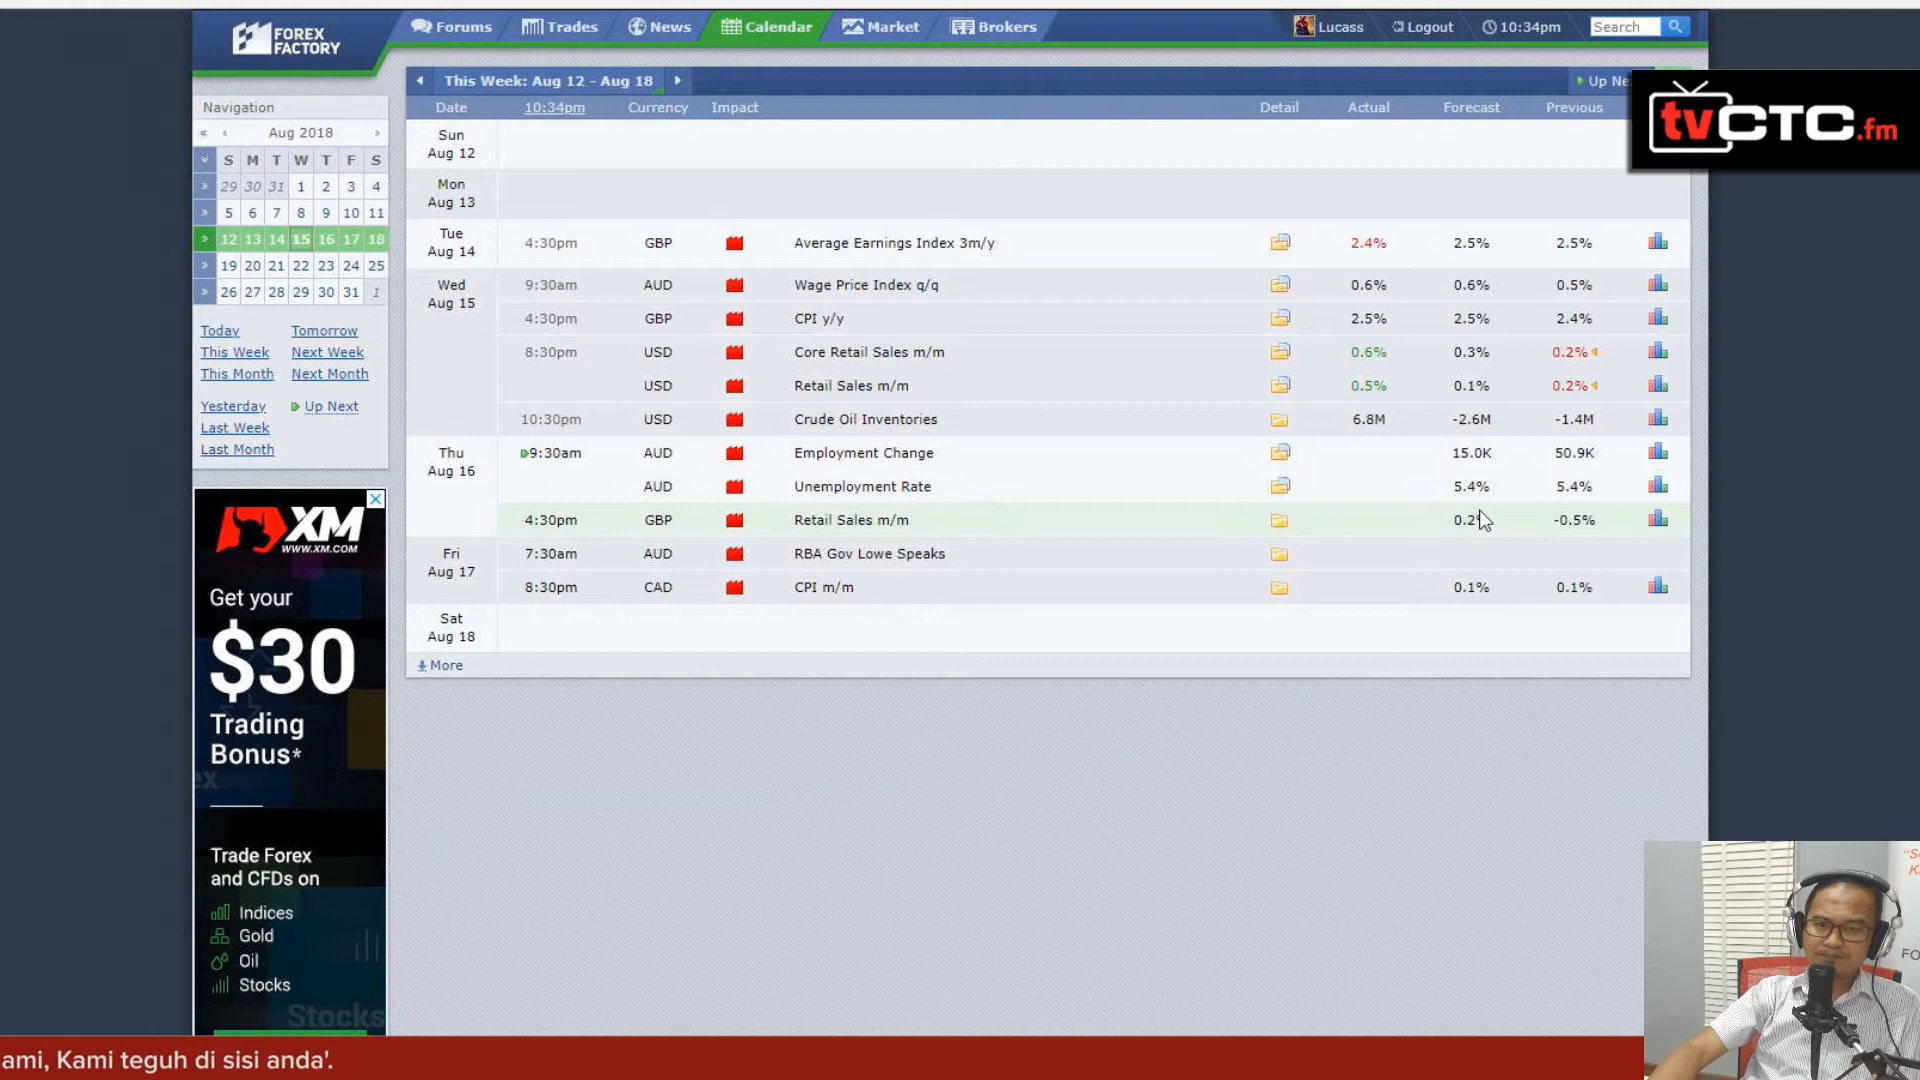 FOREX
FACTORY
Forums
Trades
News
Calendar
Market
Brokers
Lucass
Logout
10:34pm
Search
This Week: Aug 12 - Aug 18
Up Ne
tvCTC.fm
Date 10:34pm Currency Impact Detail Actual Forecast Previous
Navigation
« ‹ Aug 2018 ›
S M T W T F S
29 30 31 1 2 3 4
5 6 7 8 9 10 11
12 13 14 15 16 17 18
19 20 21 22 23 24 25
26 27 28 29 30 31 1
Today Tomorrow
This Week Next Week
This Month Next Month
Yesterday Up Next
Last Week
Last Month
Sun
Aug 12
Mon
Aug 13
Tue
Aug 14
4:30pm GBP Average Earnings Index 3m/y 2.4% 2.5% 2.5%
Wed
Aug 15
9:30am AUD Wage Price Index q/q 0.6% 0.6% 0.5%
4:30pm GBP CPI y/y 2.5% 2.5% 2.4%
8:30pm USD Core Retail Sales m/m 0.6% 0.3% 0.2%
USD Retail Sales m/m 0.5% 0.1% 0.2%
10:30pm USD Crude Oil Inventories 6.8M -2.6M -1.4M
Thu
Aug 16
9:30am AUD Employment Change 15.0K 50.9K
AUD Unemployment Rate 5.4% 5.4%
4:30pm GBP Retail Sales m/m 0.2% -0.5%
Fri
Aug 17
7:30am AUD RBA Gov Lowe Speaks
8:30pm CAD CPI m/m 0.1% 0.1%
Sat
Aug 18
More
XM
WWW.XM.COM
Get your
$30
Trading
Bonus*
Trade Forex
and CFDs on
Indices
Gold
Oil
Stocks
Stocks
ami, Kami teguh di sisi anda'.